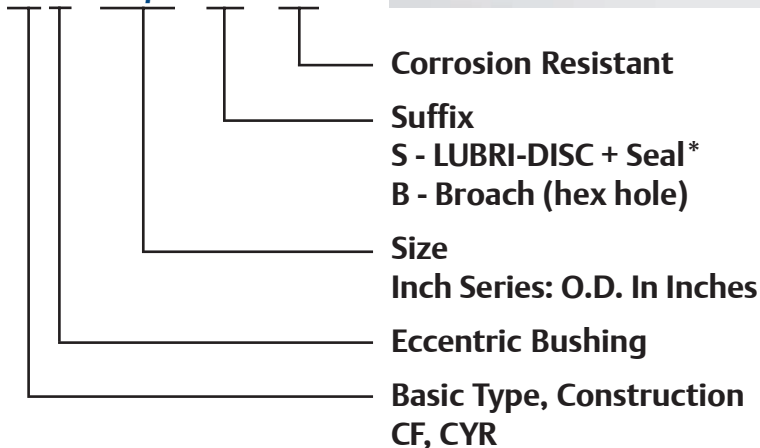 Corrosion Resistant
Suffix
S - LUBRI-DISC + Seal*
B - Broach (hex hole)
Size
Inch Series: O.D. In Inches
Eccentric Bushing
Basic Type, Construction
CF, CYR